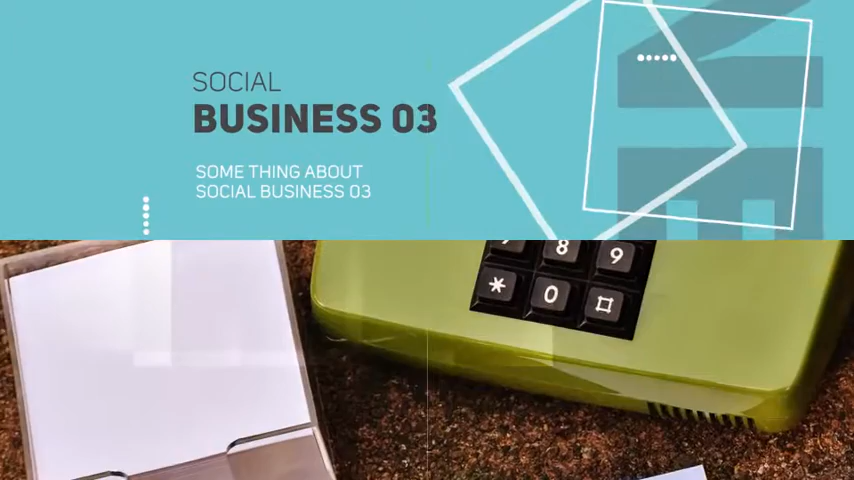 SOCIAL
BUSINESS 03
SOME THING ABOUT
SOCIAL BUSINESS 03
8 9
* 0